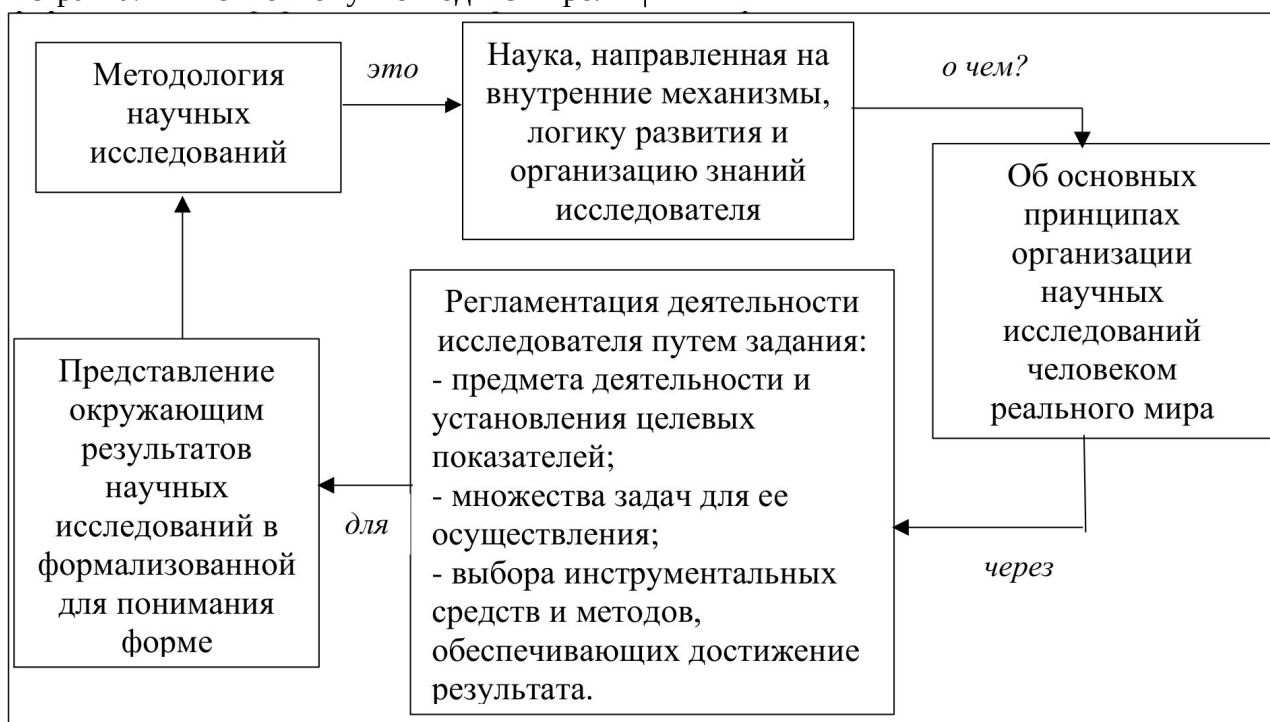 Методология
научных
исследований
это
Наука, направленная на
внутренние механизмы,
логику развития и
организацию знаний
исследователя
о чем?
Об основных
принципах
организации
научных
исследований
человеком
реального мира
через
Регламентация деятельности
исследователя путем задания:
- предмета деятельности и
установления целевых
показателей;
- множества задач для ее
осуществления;
- выбора инструментальных
средств и методов,
обеспечивающих достижение
результата.
для
Представление
окружающим
результатов
научных
исследований в
формализованной
для понимания
форме